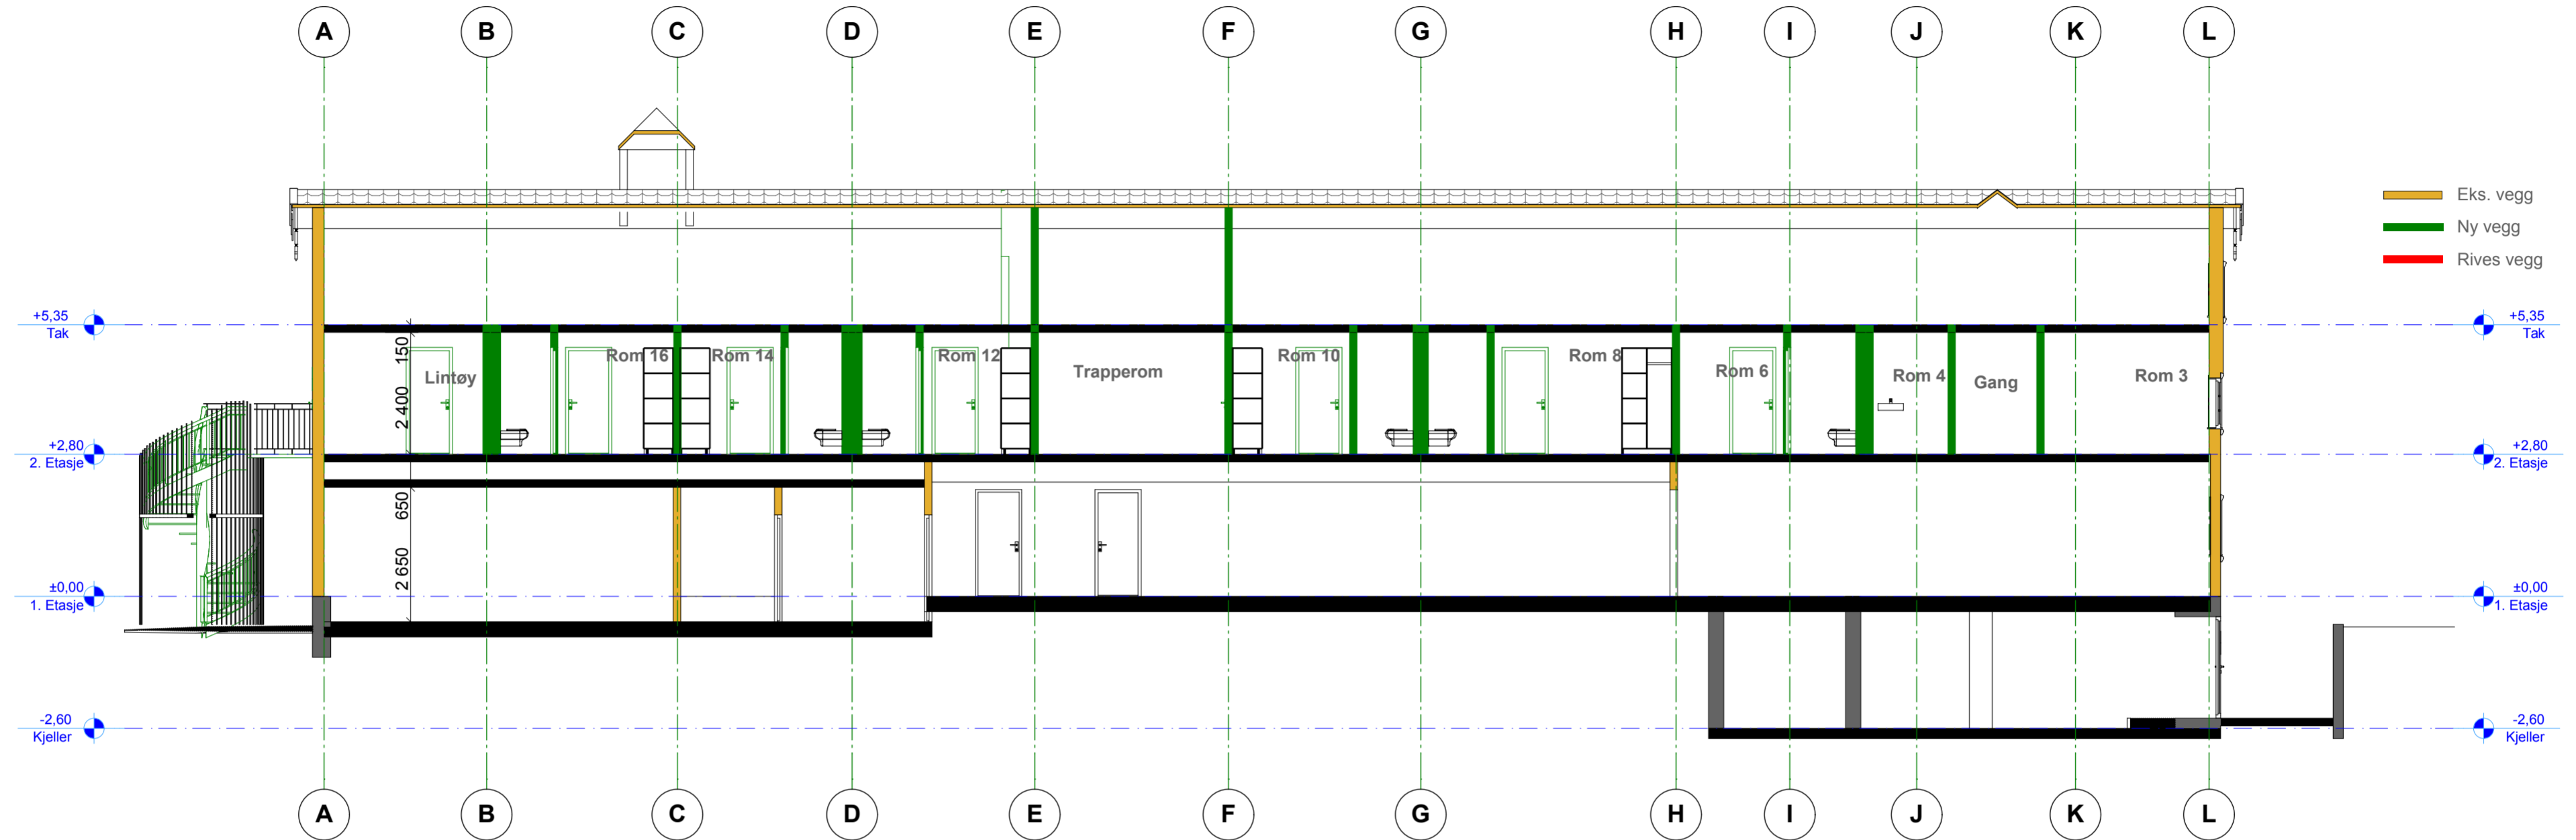 A B C D E F G H I J K L
Eks. vegg
Ny vegg
Rives vegg
+5,35
Tak
+5,35
Tak
150
Rom 16
Rom 14
Rom 12
Rom 10
Rom 8
Trapperom
Rom 6
Lintøy
Rom 4
Gang
Rom 3
2 400
+2,80
2. Etasje
+2,80
2. Etasje
650
2 650
±0,00
1. Etasje
±0,00
1. Etasje
-2,60
Kjeller
-2,60
Kjeller
A B C D E F G H I J K L